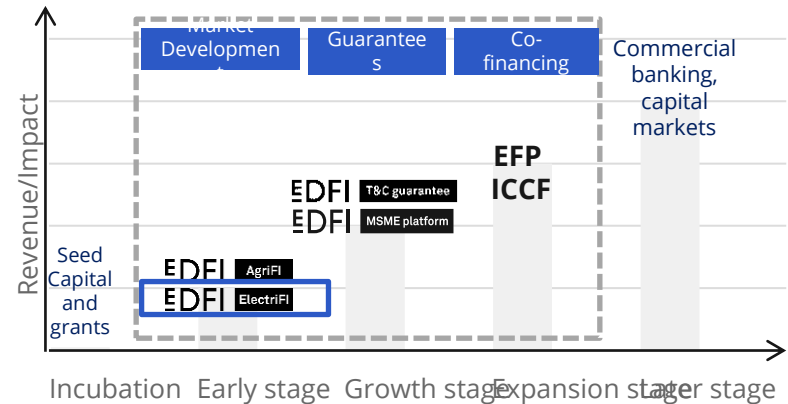 Market
Developmen
t
Guarantee
s
Co-
financing
Commercial
banking,
capital
markets
Revenue/Impact
EFP
ICCF
EDFI T&C guarantee
EDFI MSME platform
Seed
Capital
and
grants
EDFI AgriFI
EDFI ElectriFI
Incubation
Early stage
Growth stage
Expansion stage
Later stage